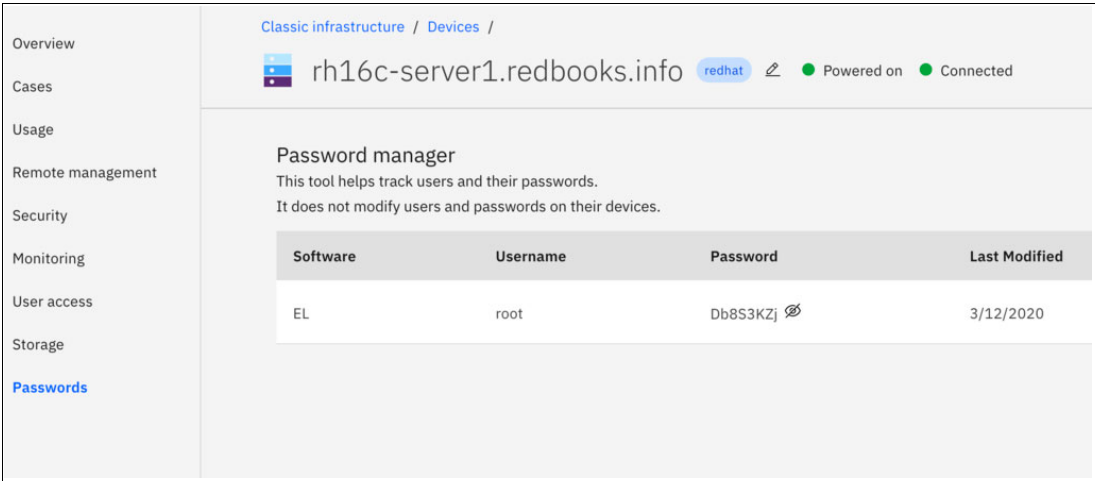 Overview
Cases
Usage
Remote management
Security
Monitoring
User access
Storage
Passwords
Classic infrastructure / Devices /
rh16c-server1.redbooks.info redhat Powered on Connected
Password manager
This tool helps track users and their passwords.
It does not modify users and passwords on their devices.
Software Username Password Last Modified
EL root Db8S3KZj 3/12/2020